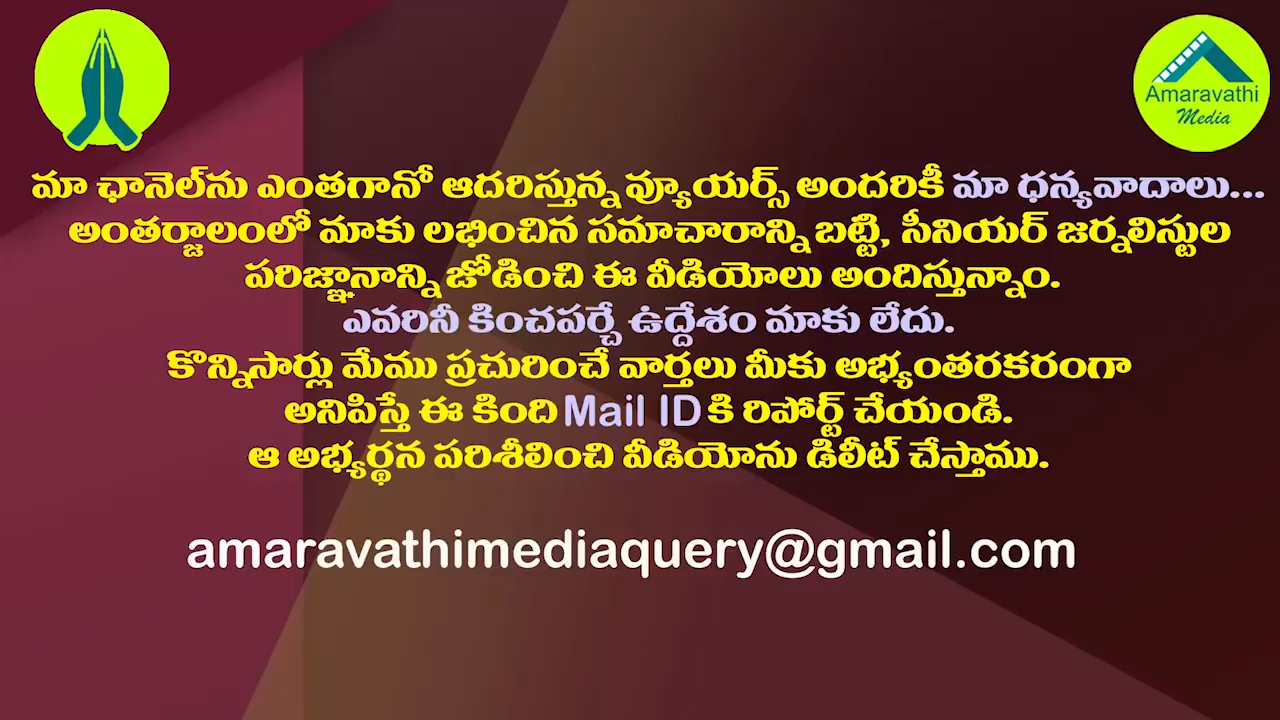 Amaravathi
Media
మా ఛానెల్‌ను ఎంతగానో ఆదరిస్తున్న వ్యూయర్స్ అందరికీ మా ధన్యవాదాలు...
అంతర్జాలంలో మాకు లభించిన సమాచారాన్ని బట్టి, సీనియర్ జర్నలిస్టుల
పరిజ్ఞానాన్ని జోడించి ఈ వీడియోలు అందిస్తున్నాం.
ఎవరినీ కించపర్చే ఉద్దేశం మాకు లేదు.
కొన్నిసార్లు మేము ప్రచురించే వార్తలు మీకు అభ్యంతరకరంగా
అనిపిస్తే ఈ కింది Mail ID కి రిపోర్ట్ చేయండి.
ఆ అభ్యర్థన పరిశీలించి వీడియోను డిలీట్ చేస్తాము.
amaravathimediaquery@gmail.com